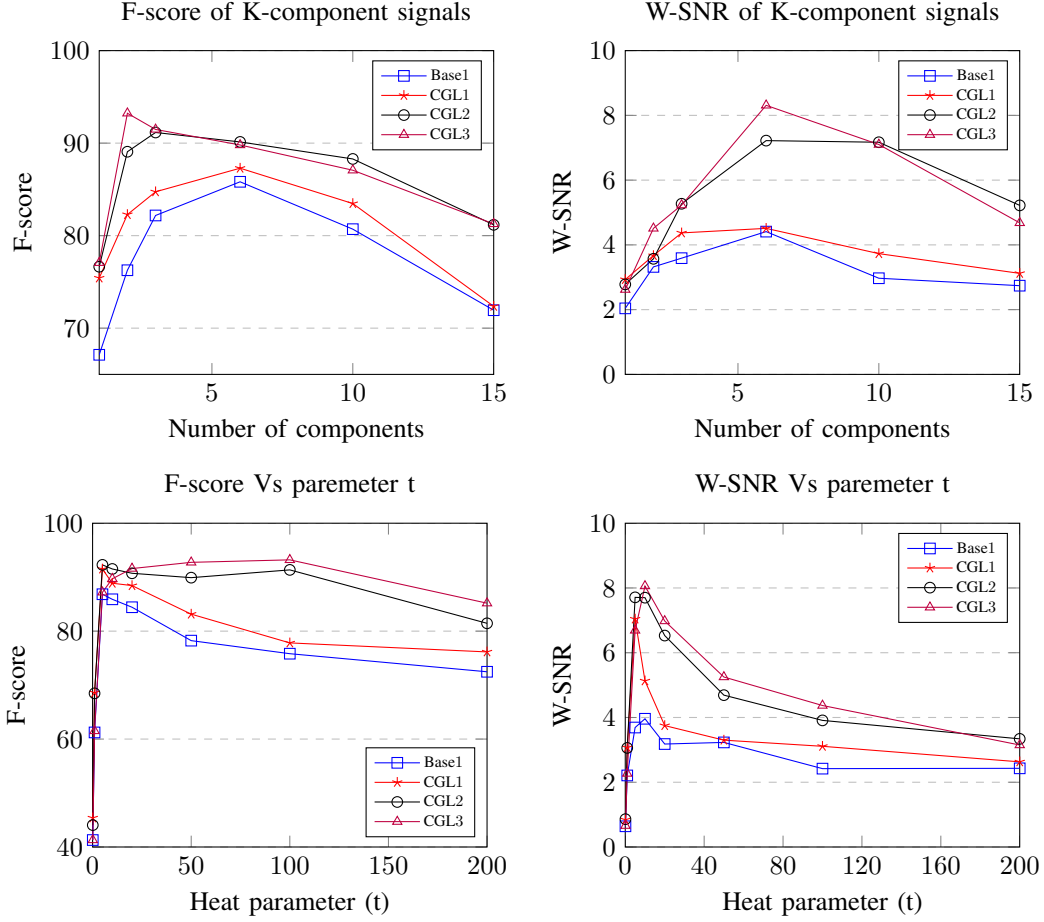 F-score of K-component signals
100
90
80
70
F-score
5
10
15
Number of components
Base1
CGL1
CGL2
CGL3
W-SNR of K-component signals
10
8
6
4
2
0
W-SNR
5
10
15
Number of components
Base1
CGL1
CGL2
CGL3
F-score Vs paremeter t
100
80
60
40
F-score
0
50
100
150
200
Heat parameter (t)
Base1
CGL1
CGL2
CGL3
W-SNR Vs paremeter t
10
8
6
4
2
0
W-SNR
0
40
80
120
160
200
Heat parameter (t)
Base1
CGL1
CGL2
CGL3